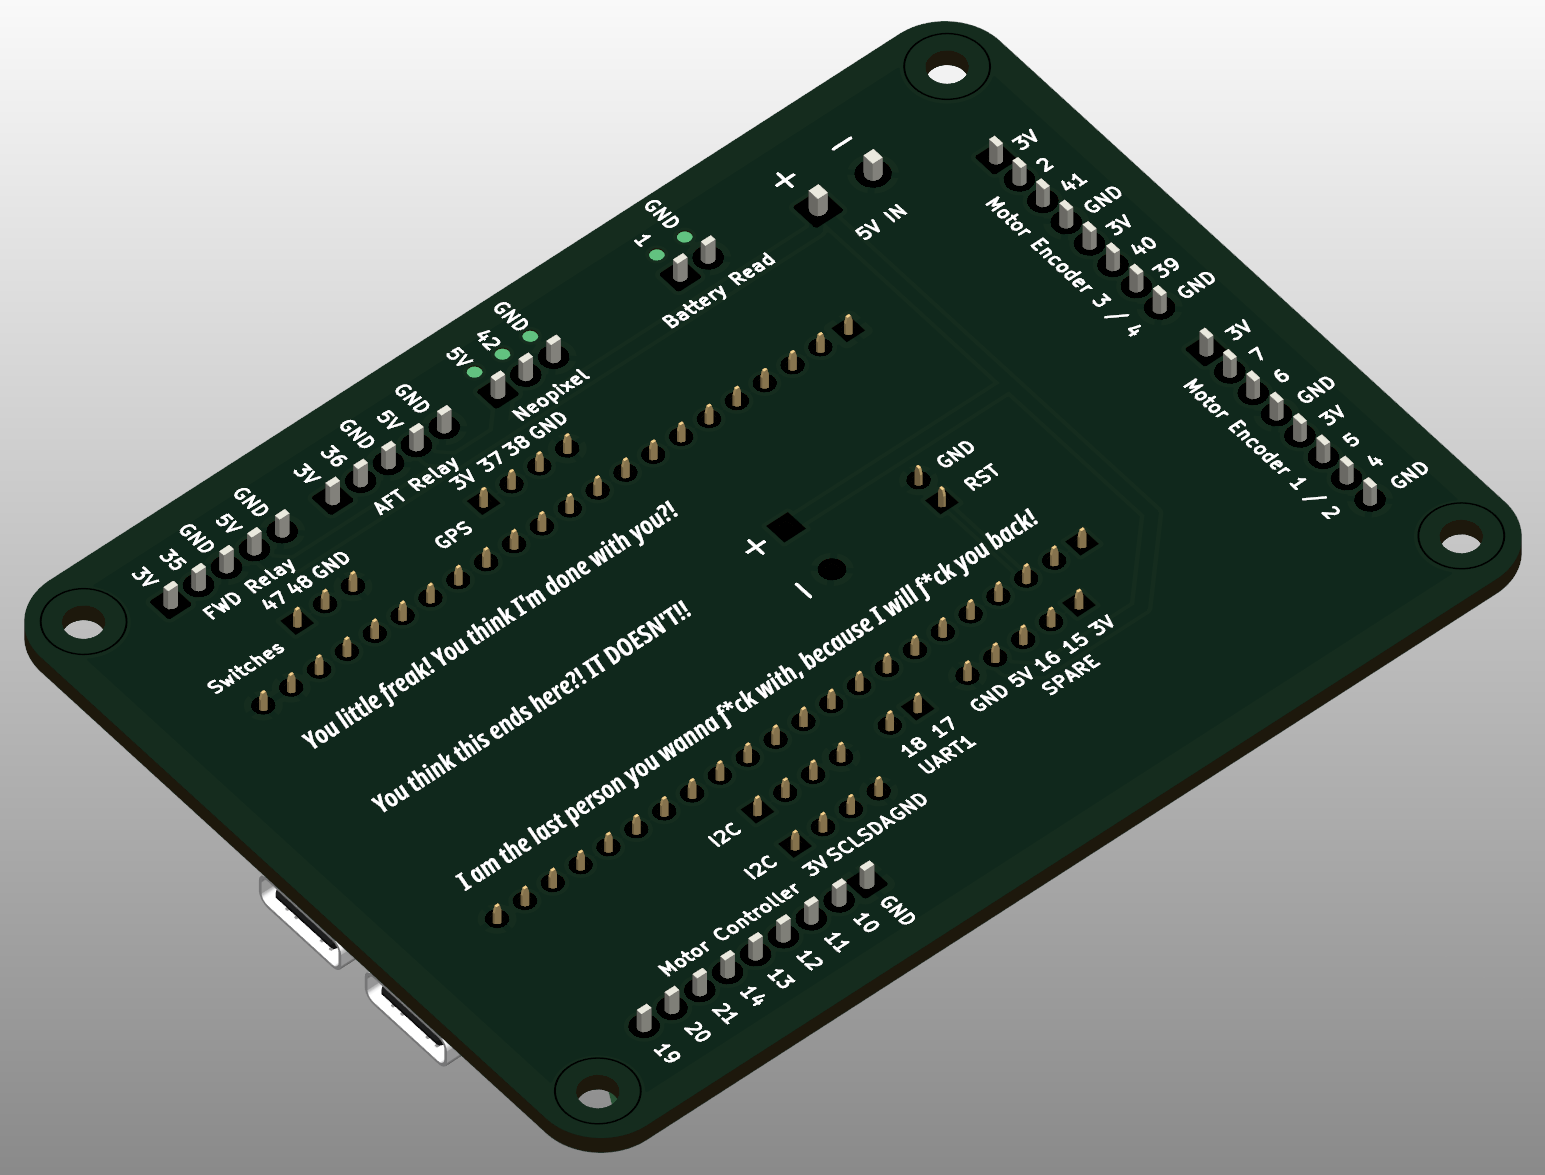 3V
2
41
GND
3V
40
39
GND
Motor Encoder 3 / 4
+
−
5V IN
GND
1
Battery Read
3V
7
6
GND
3V
5
4
GND
Motor Encoder 1 / 2
GND
42
5V
Neopixel
GND
5V
GND
36
3V
AFT Relay
3V 37 38 GND
GPS
GND
5V
GND
35
3V
FWD Relay
47 48 GND
Switches
GND
RST
+
−
You little freak! You think I'm done with you?!
You think this ends here?! IT DOESN'T!!
I am the last person you wanna f*ck with, because I will f*ck you back!
GND 5V 16 15 3V
SPARE
18 17
UART1
I2C
I2C
3V SCL SDA GND
Motor Controller
19
20
21
14
13
12
11
10
GND